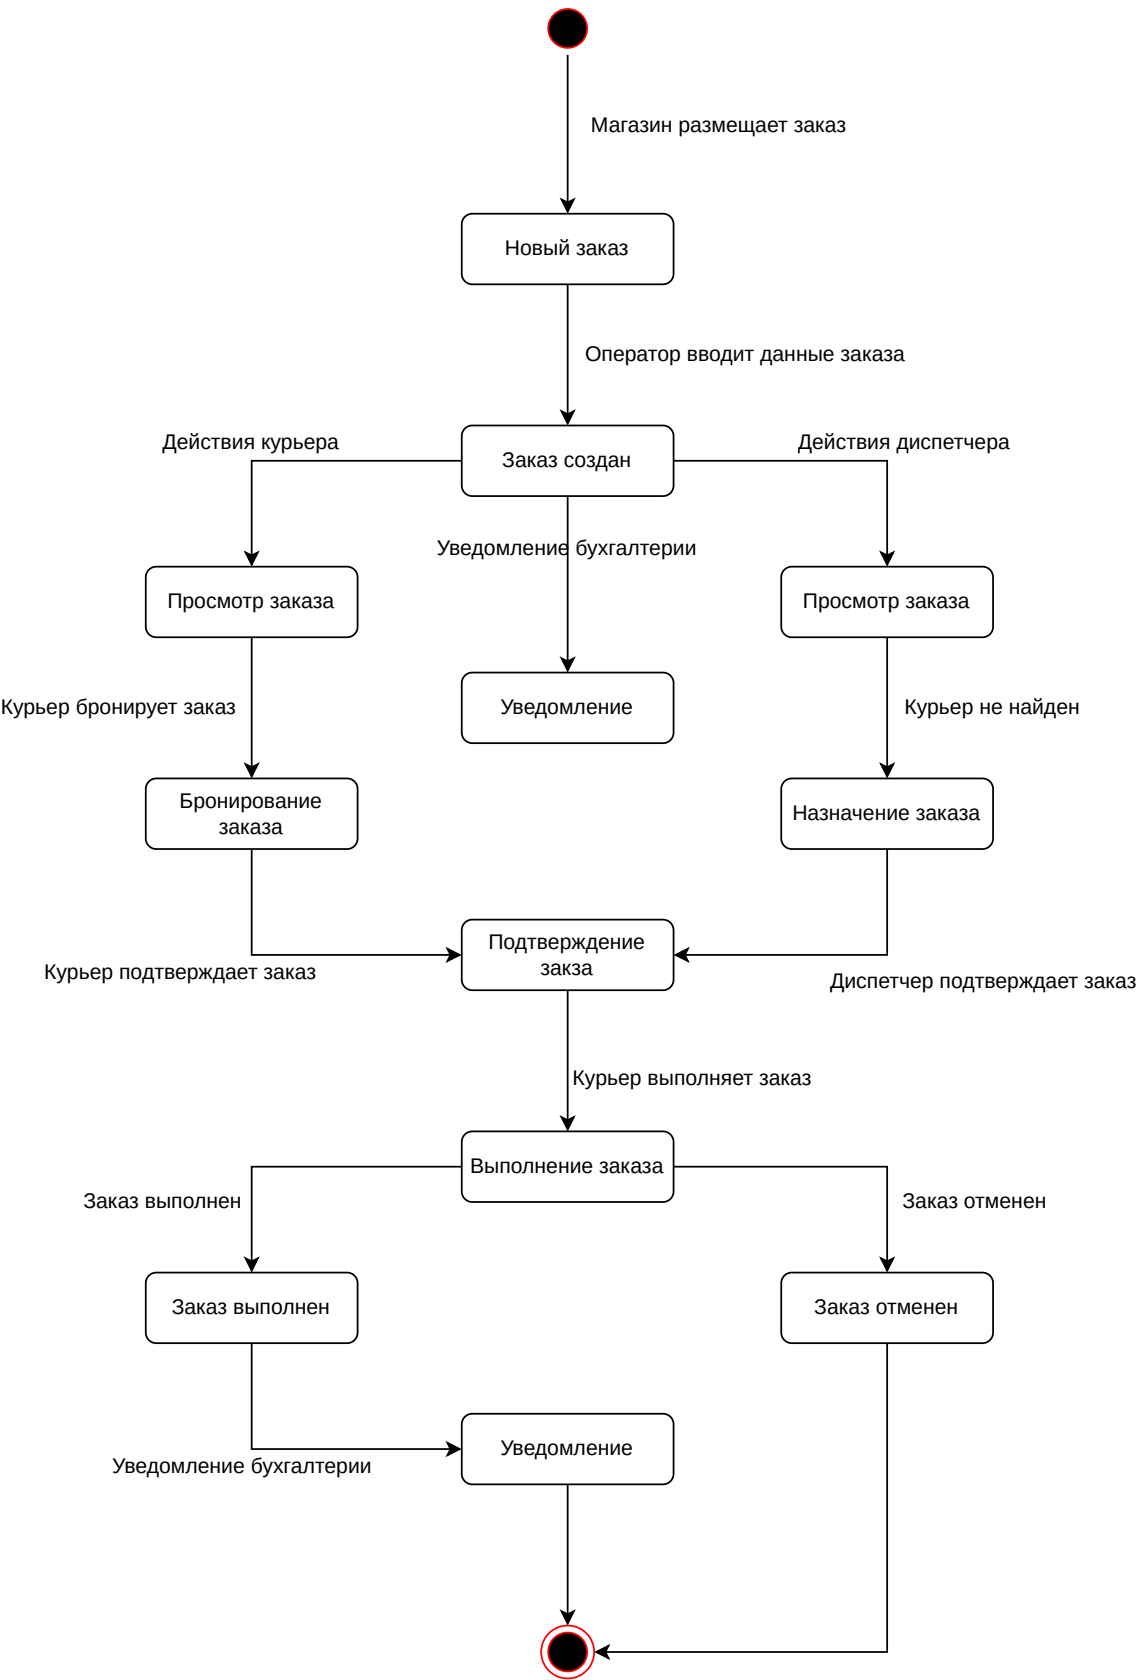 Магазин размещает заказ
Новый заказ
Оператор вводит данные заказа
Действия курьера
Заказ создан
Действия диспетчера
Уведомление бухгалтерии
Просмотр заказа
Просмотр заказа
Курьер бронирует заказ
Уведомление
Курьер не найден
Бронирование
заказа
Назначение заказа
Подтверждение
закза
Курьер подтверждает заказ
Диспетчер подтверждает заказ
Курьер выполняет заказ
Выполнение заказа
Заказ выполнен
Заказ отменен
Заказ выполнен
Заказ отменен
Уведомление
Уведомление бухгалтерии